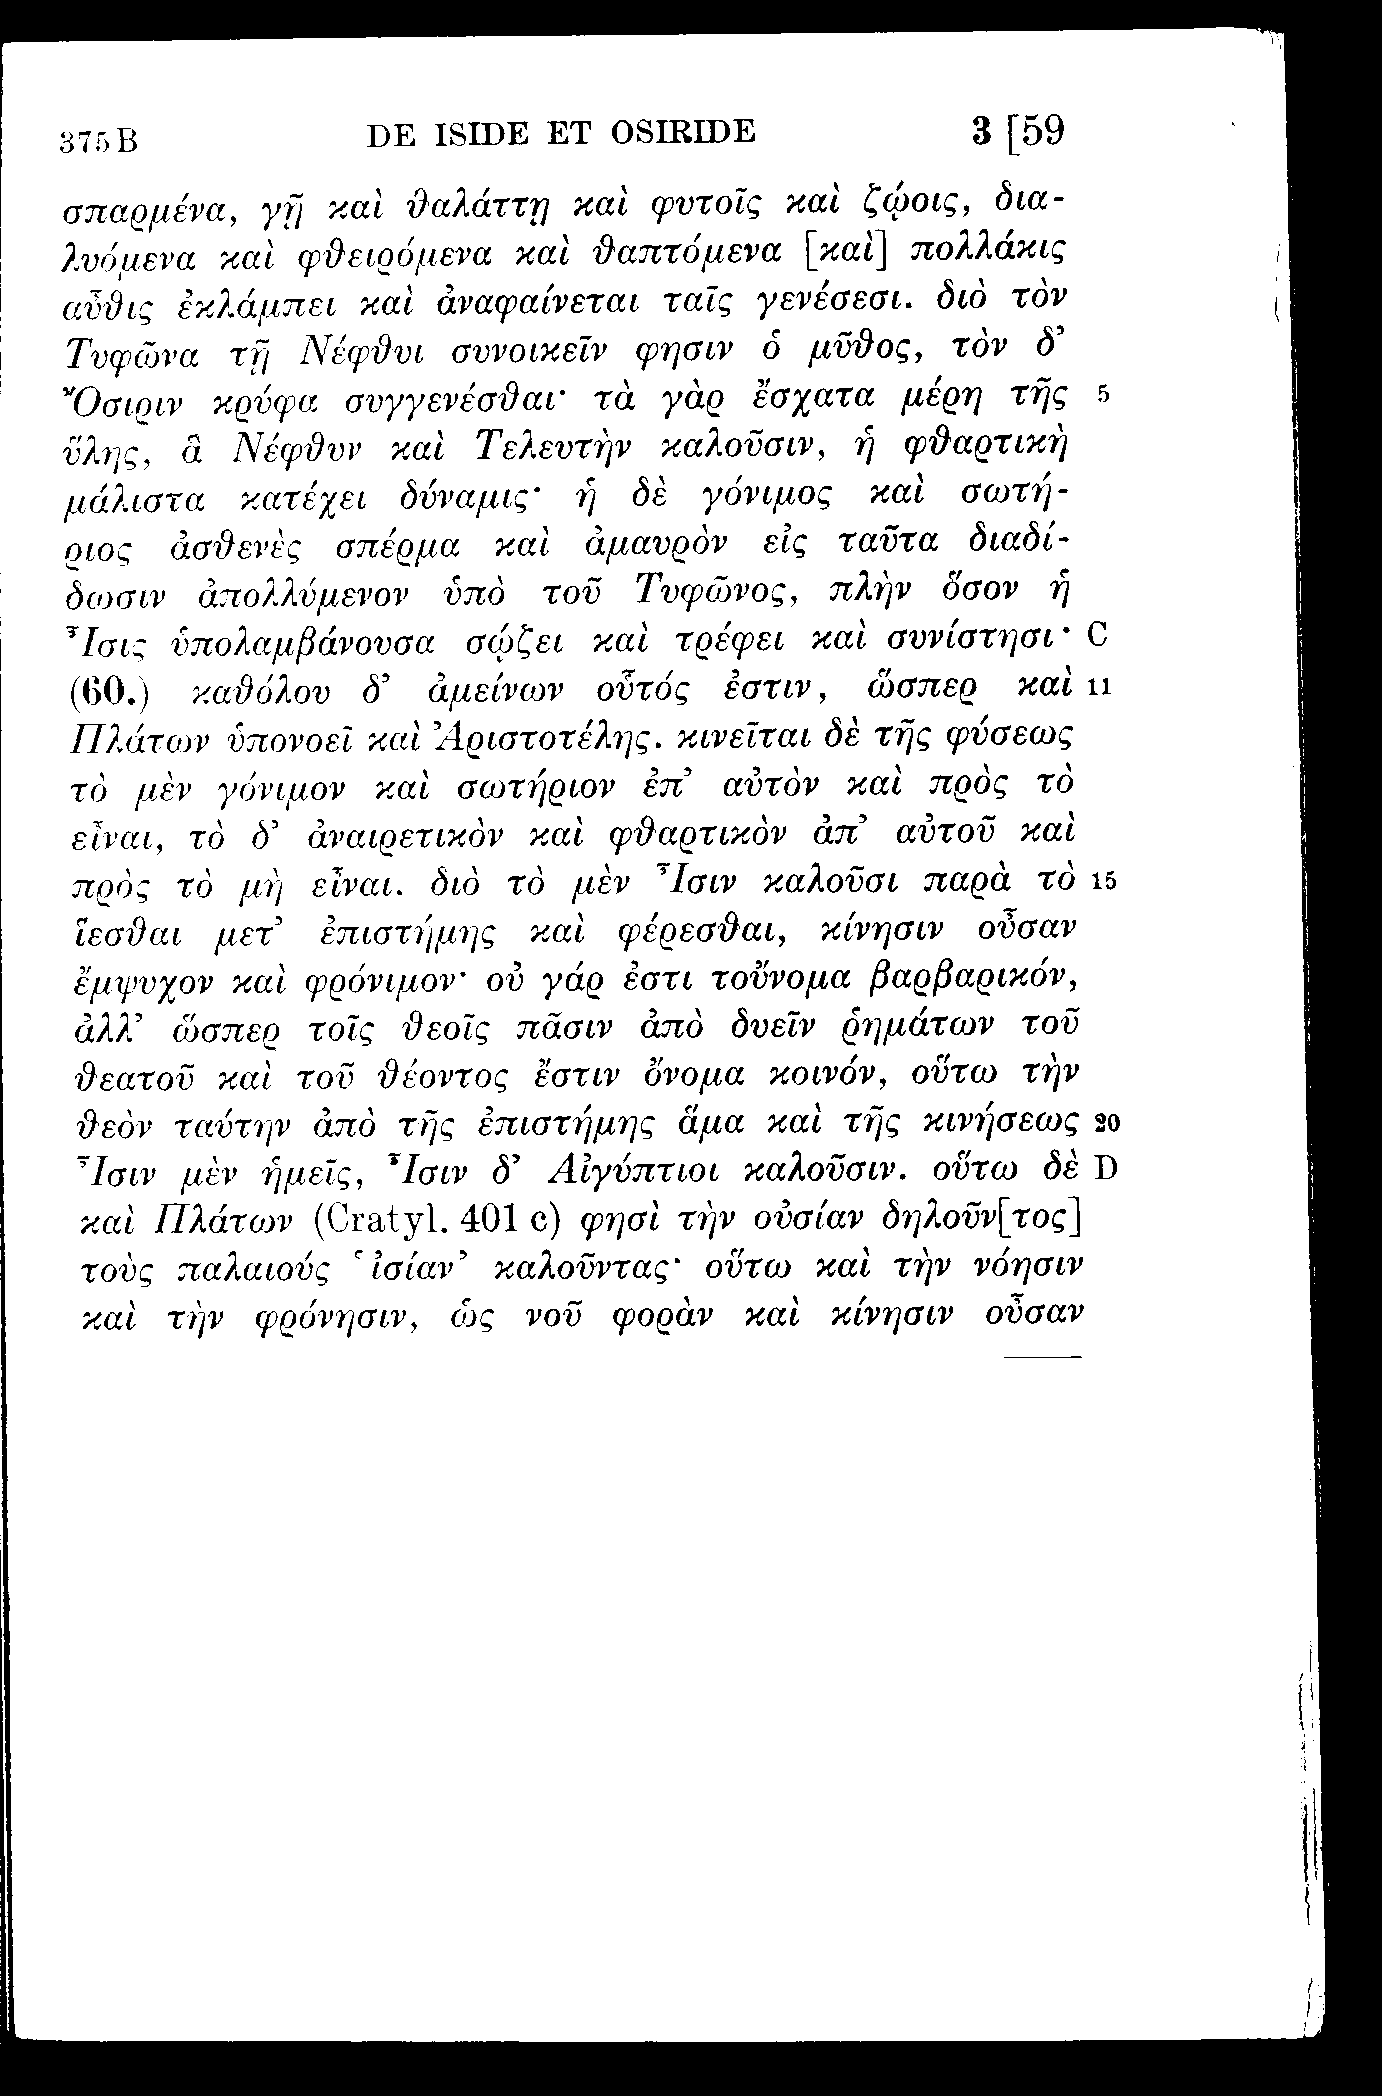 375 B DE ISIDE ET OSIRIDE 3 [59
σπαρμένα, γῇ καὶ θαλάττῃ καὶ φυτοῖς καὶ ζῴοις, δια-
λυόμενα καὶ φθειρόμενα καὶ θαπτόμενα [καὶ] πολλάκις
αὖθις ἐκλάμπει καὶ ἀναφαίνεται ταῖς γενέσεσι. διὸ τὸν
Τυφῶνα τῇ Νέφθυι συνοικεῖν φησιν ὁ μῦθος, τὸν δ’
Ὄσιριν κρύφα συγγενέσθαι· τὰ γὰρ ἔσχατα μέρη τῆς 5
ὕλης, ἃ Νέφθυν καὶ Τελευτὴν καλοῦσιν, ἡ φθαρτικὴ
μάλιστα κατέχει δύναμις· ἡ δὲ γόνιμος καὶ σωτή-
ριος ἀσθενὲς σπέρμα καὶ ἀμαυρὸν εἰς ταῦτα διαδί-
δωσιν ἀπολλύμενον ὑπὸ τοῦ Τυφῶνος, πλὴν ὅσον ἡ
Ἶσις ὑπολαμβάνουσα σῴζει καὶ τρέφει καὶ συνίστησι· C
(60.) καθόλου δ’ ἀμείνων οὗτός ἐστιν, ὥσπερ καὶ 11
Πλάτων ὑπονοεῖ καὶ Ἀριστοτέλης. κινεῖται δὲ τῆς φύσεως
τὸ μὲν γόνιμον καὶ σωτήριον ἐπ’ αὐτὸν καὶ πρὸς τὸ
εἶναι, τὸ δ’ ἀναιρετικὸν καὶ φθαρτικὸν ἀπ’ αὐτοῦ καὶ
πρὸς τὸ μὴ εἶναι. διὸ τὸ μὲν Ἶσιν καλοῦσι παρὰ τὸ 15
ἵεσθαι μετ’ ἐπιστήμης καὶ φέρεσθαι, κίνησιν οὖσαν
ἔμψυχον καὶ φρόνιμον· οὐ γάρ ἐστι τοὔνομα βαρβαρικόν,
ἀλλ’ ὥσπερ τοῖς θεοῖς πᾶσιν ἀπὸ δυεῖν ῥημάτων τοῦ
θεατοῦ καὶ τοῦ θέοντος ἔστιν ὄνομα κοινόν, οὕτω τὴν
θεὸν ταύτην ἀπὸ τῆς ἐπιστήμης ἅμα καὶ τῆς κινήσεως 20
Ἶσιν μὲν ἡμεῖς, Ἶσιν δ’ Αἰγύπτιοι καλοῦσιν. οὕτω δὲ D
καὶ Πλάτων (Cratyl. 401 c) φησὶ τὴν οὐσίαν δηλοῦν[τος]
τοὺς παλαιούς ‘ἰσίαν’ καλοῦντας· οὕτω καὶ τὴν νόησιν
καὶ τὴν φρόνησιν, ὡς νοῦ φορὰν καὶ κίνησιν οὖσαν